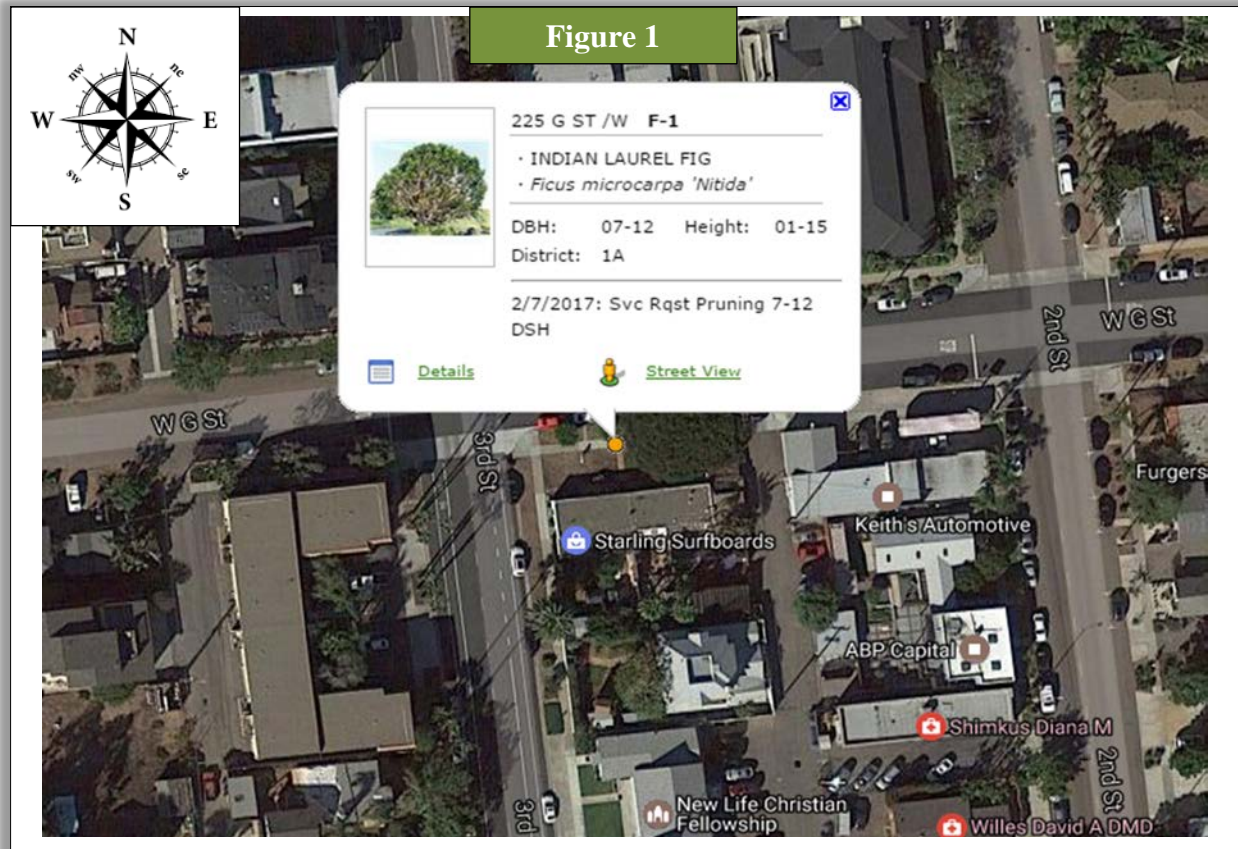 Figure 1
N
nw
ne
W
E
sw
se
S
225 G ST /W F-1
· INDIAN LAUREL FIG
· Ficus microcarpa 'Nitida'
DBH: 07-12 Height: 01-15
District: 1A
2/7/2017: Svc Rqst Pruning 7-12
DSH
Details
Street View
W G St
2nd St
W G St
3rd St
Furgers
Keith's Automotive
Starling Surfboards
ABP Capital
Shimkus Diana M
2nd St
3rd
New Life Christian
Fellowship
Willes David A DMD